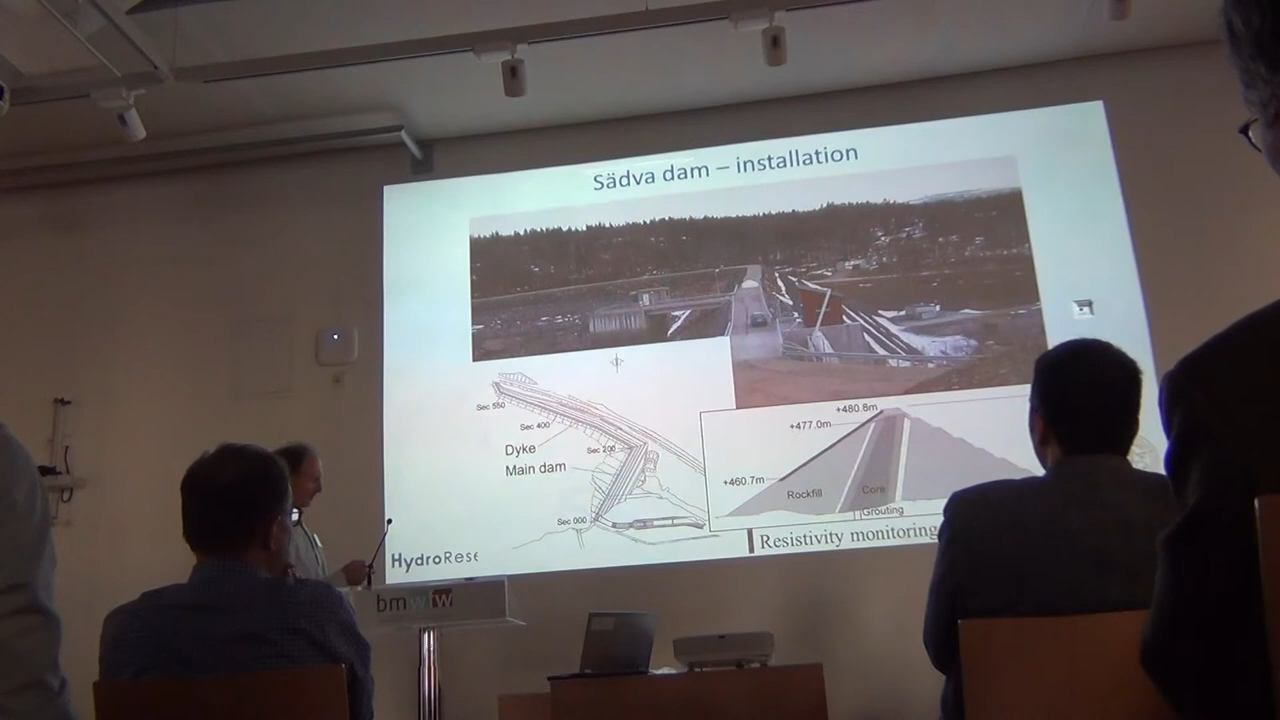 Sädva dam – installation
Sec 550
Sec 400
Dyke
Sec 200
Main dam
Sec 000
+480.6m
+477.0m
+460.7m
Rockfill
Core
Grouting
Resistivity monitoring
HydroRese
bmwfw